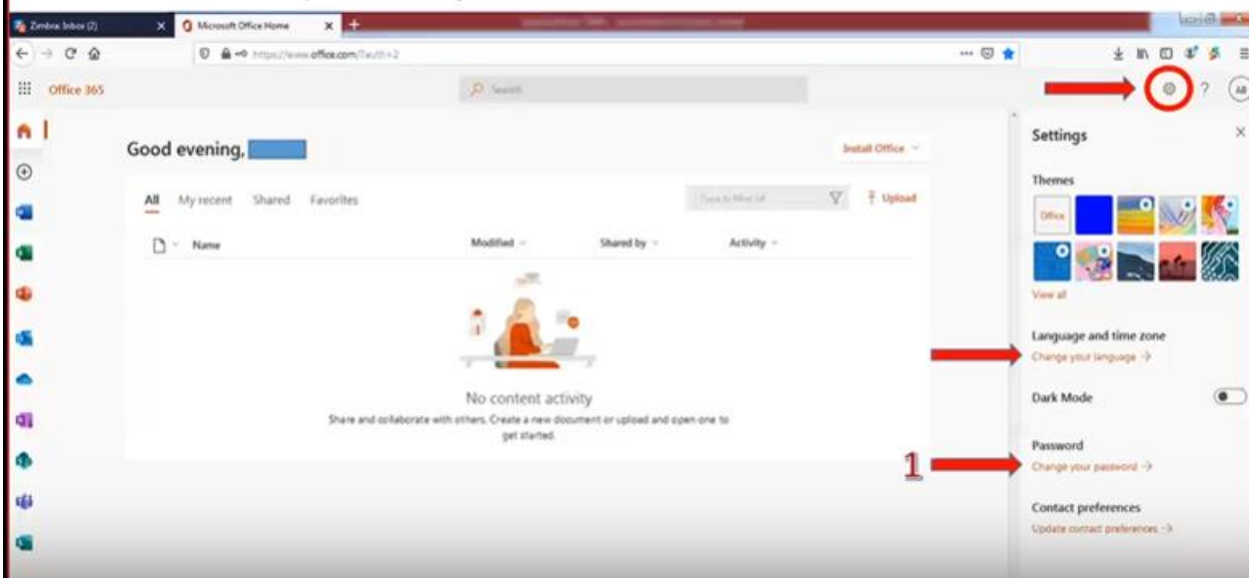 Zimbra: Inbox (2)
Microsoft Office Home
https://www.office.com/?auth=2
Office 365
Search
AB
Good evening,
Install Office
Settings
Themes
Office
View all
All My recent Shared Favorites
Upload
Name Modified Shared by Activity
Language and time zone
Change your language →
Dark Mode
No content activity
Share and collaborate with others. Create a new document or upload and open one to
get started.
1
Password
Change your password →
Contact preferences
Update contact preferences →